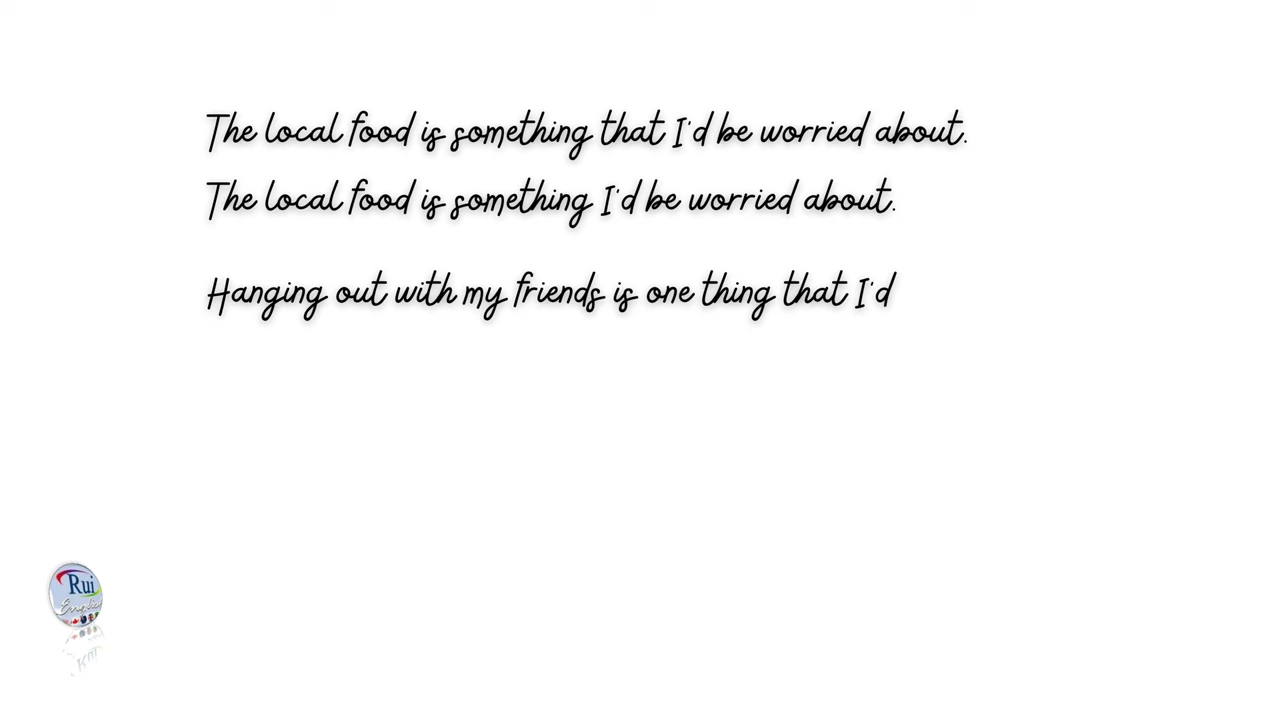 The local food is something that I'd be worried about.
The local food is something I'd be worried about.
Hanging out with my friends is one thing that I'd
Rui
English